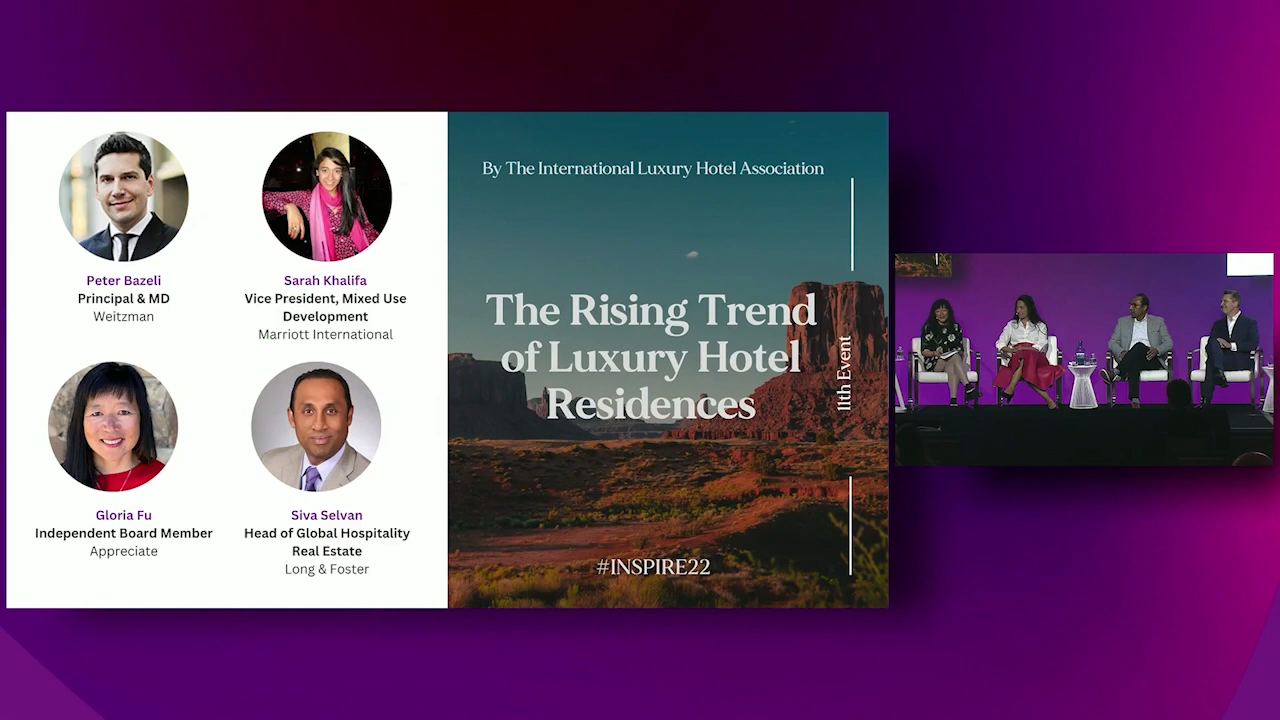 Peter Bazeli
Principal & MD
Weitzman
Sarah Khalifa
Vice President, Mixed Use
Development
Marriott International
Gloria Fu
Independent Board Member
Appreciate
Siva Selvan
Head of Global Hospitality
Real Estate
Long & Foster
By The International Luxury Hotel Association
The Rising Trend
of Luxury Hotel
Residences
11th Event
#INSPIRE22